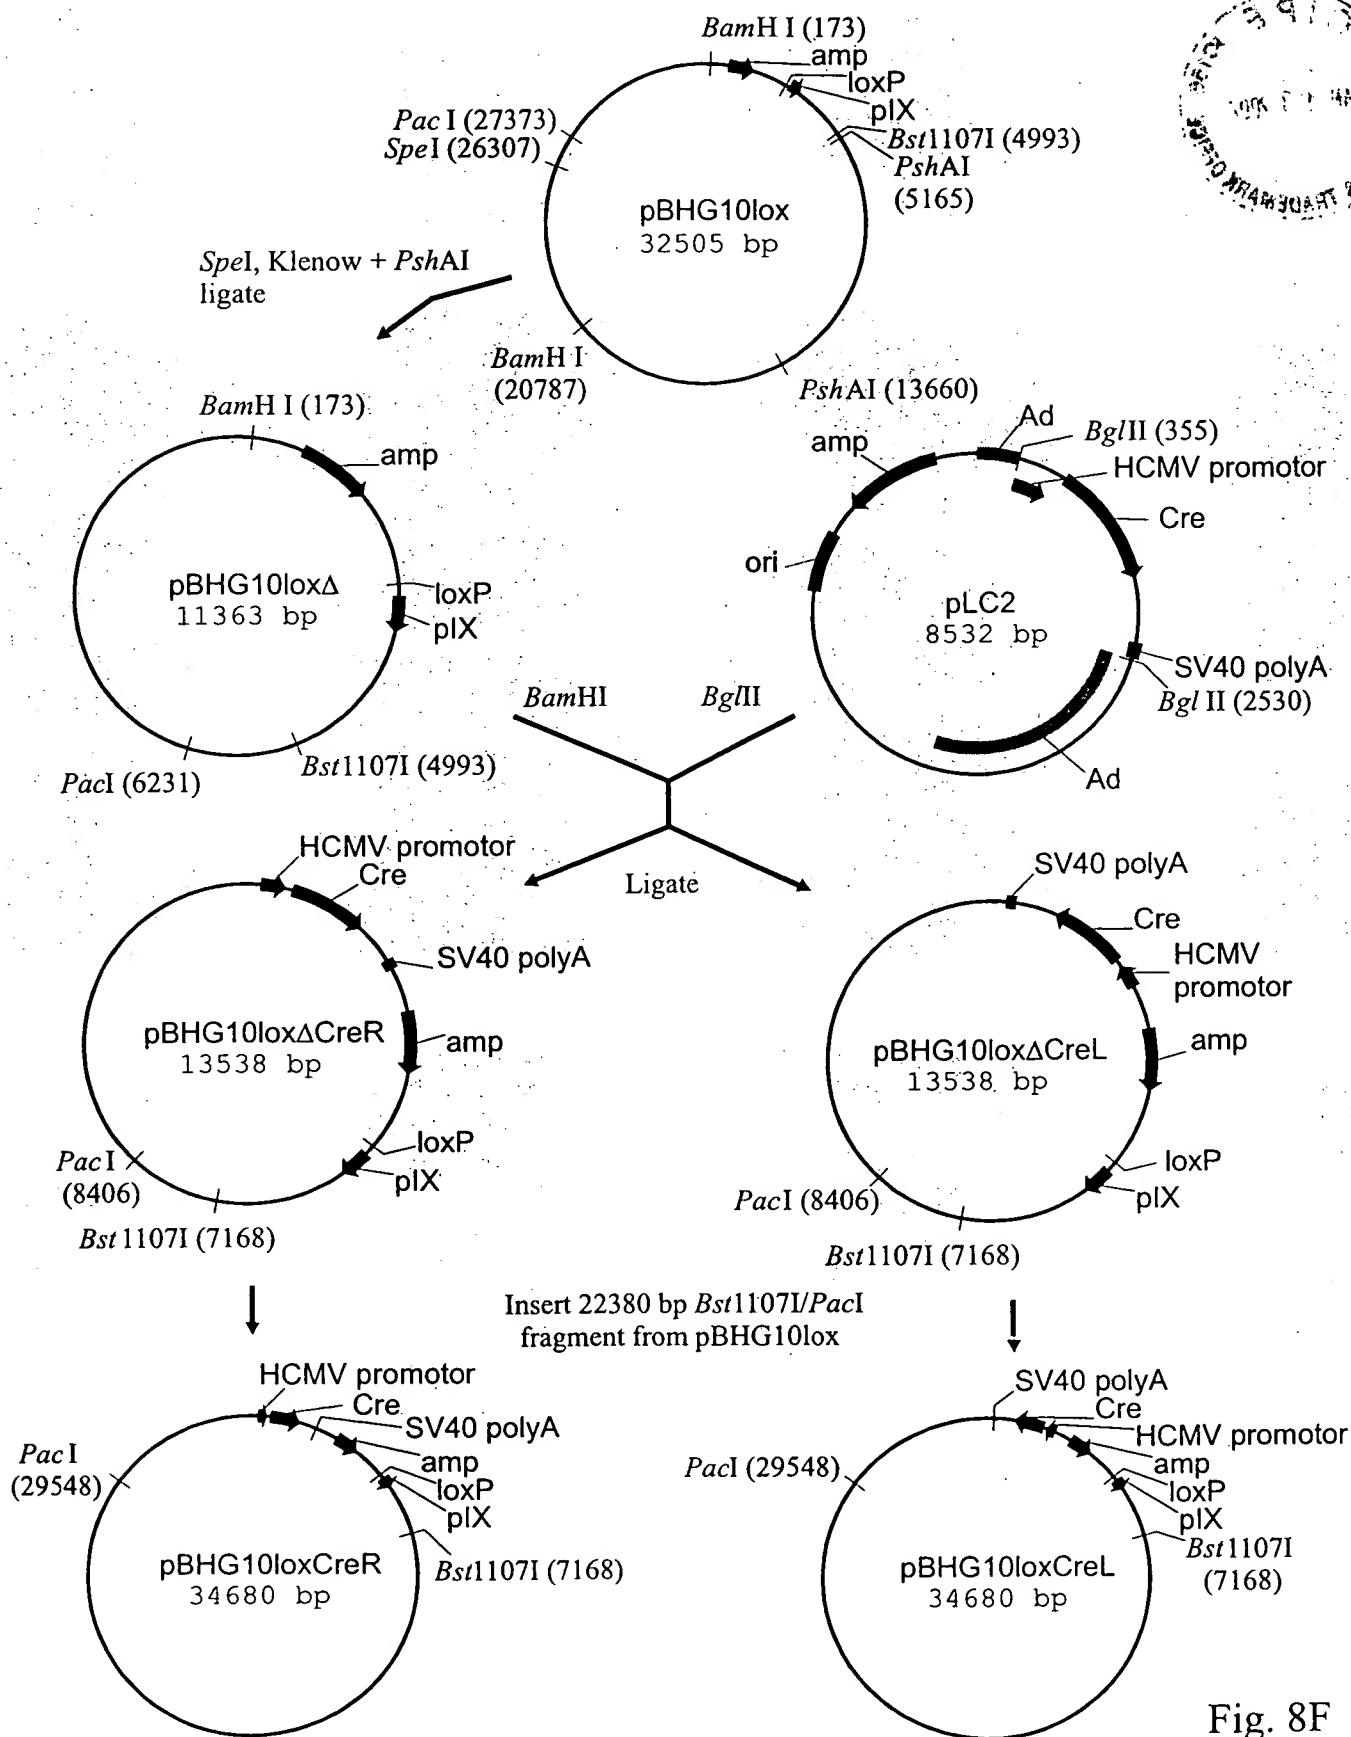 BamH I (173)
amp
loxP
pIX
Bst1107I (4993)
PshAI
(5165)
Pac I (27373)
SpeI (26307)
pBHG10lox
32505 bp
SpeI, Klenow + PshAI
ligate
BamH I
(20787)
PshAI (13660)
TRADEMARK OFFICE
BamH I (173)
amp
pBHG10loxΔ
11363 bp
loxP
pIX
PacI (6231)
Bst1107I (4993)
Ad
BglII (355)
HCMV promotor
amp
Cre
ori
pLC2
8532 bp
SV40 polyA
Bgl II (2530)
Ad
BamHI
BglII
Ligate
HCMV promotor
Cre
SV40 polyA
pBHG10loxΔCreR
13538 bp
amp
loxP
pIX
PacI
(8406)
Bst1107I (7168)
SV40 polyA
Cre
HCMV
promotor
pBHG10loxΔCreL
13538 bp
amp
loxP
pIX
PacI (8406)
Bst1107I (7168)
Insert 22380 bp Bst1107I/PacI
fragment from pBHG10lox
HCMV promotor
Cre
SV40 polyA
amp
loxP
pIX
Pac I
(29548)
pBHG10loxCreR
34680 bp
Bst1107I (7168)
SV40 polyA
Cre
HCMV promotor
amp
loxP
pIX
PacI (29548)
Bst1107I
(7168)
pBHG10loxCreL
34680 bp
Fig. 8F